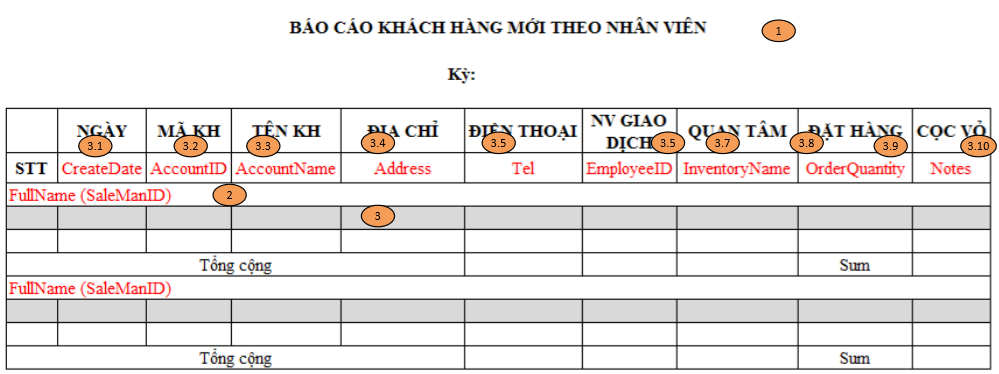 BÁO CÁO KHÁCH HÀNG MỚI THEO NHÂN VIÊN 1
Kỳ:
NGÀY MÃ KH TÊN KH ĐỊA CHỈ ĐIỆN THOẠI NV GIAO DỊCH QUAN TÂM ĐẶT HÀNG CỌC VỎ
3.1 3.2 3.3 3.4 3.5 3.5 3.7 3.8 3.9 3.10
STT CreateDate AccountID AccountName Address Tel EmployeeID InventoryName OrderQuantity Notes
FullName (SaleManID) 2
3
Tổng cộng Sum
FullName (SaleManID)
Tổng cộng Sum